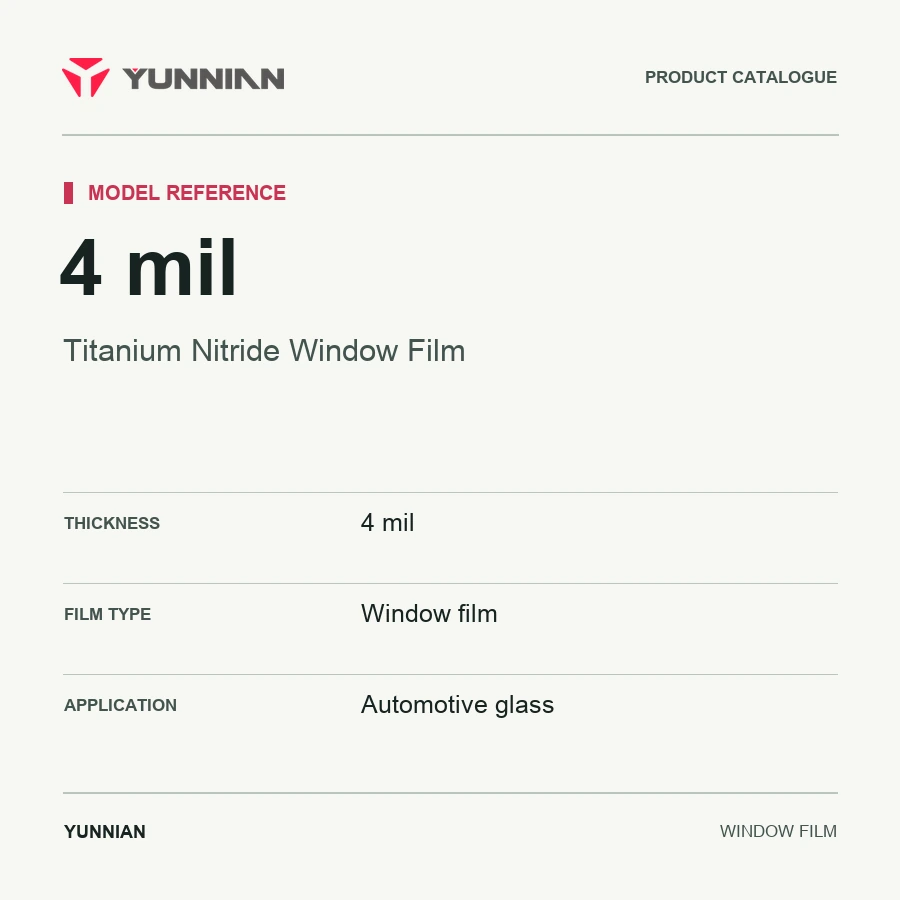 YUNNIAN
PRODUCT CATALOGUE
MODEL REFERENCE
4 mil
Titanium Nitride Window Film
THICKNESS
4 mil
FILM TYPE
Window film
APPLICATION
Automotive glass
YUNNIAN
WINDOW FILM